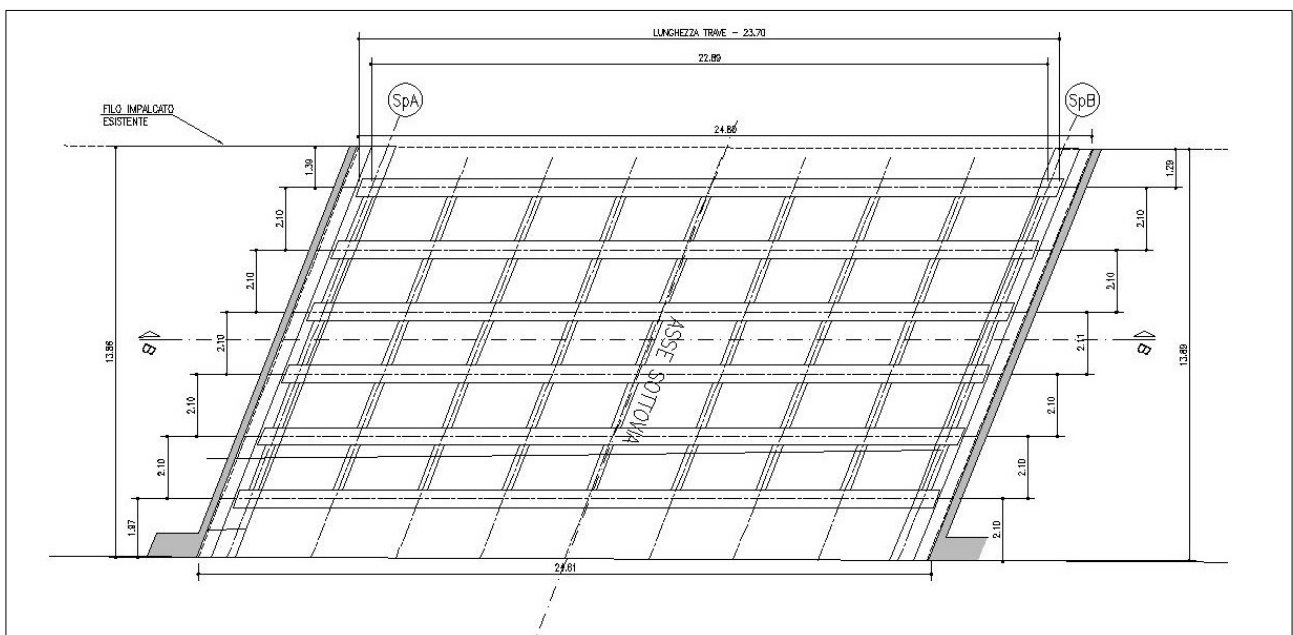 LUNGHEZZA TRAVE - 23.70
22.89
SpA
SpB
FILO IMPALCATO
ESISTENTE
24.80
1.39
1.29
2.10
2.10
2.10
2.10
2.10
2.11
B
B
13.86
13.89
ASSE SOTTOVIA
2.10
2.10
2.10
2.10
1.97
2.10
24.81